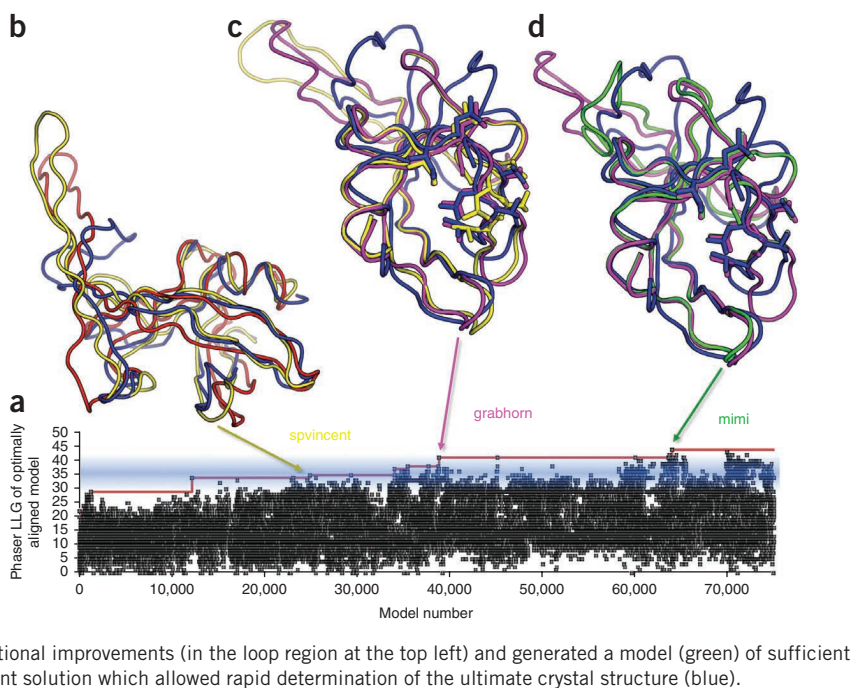 b
c
d
a
spvincent
grabhorn
mimi
Phaser LLG of optimally
aligned model
50
45
40
35
30
25
20
15
10
5
0
0 10,000 20,000 30,000 40,000 50,000 60,000 70,000
Model number
tional improvements (in the loop region at the top left) and generated a model (green) of sufficient
nt solution which allowed rapid determination of the ultimate crystal structure (blue).